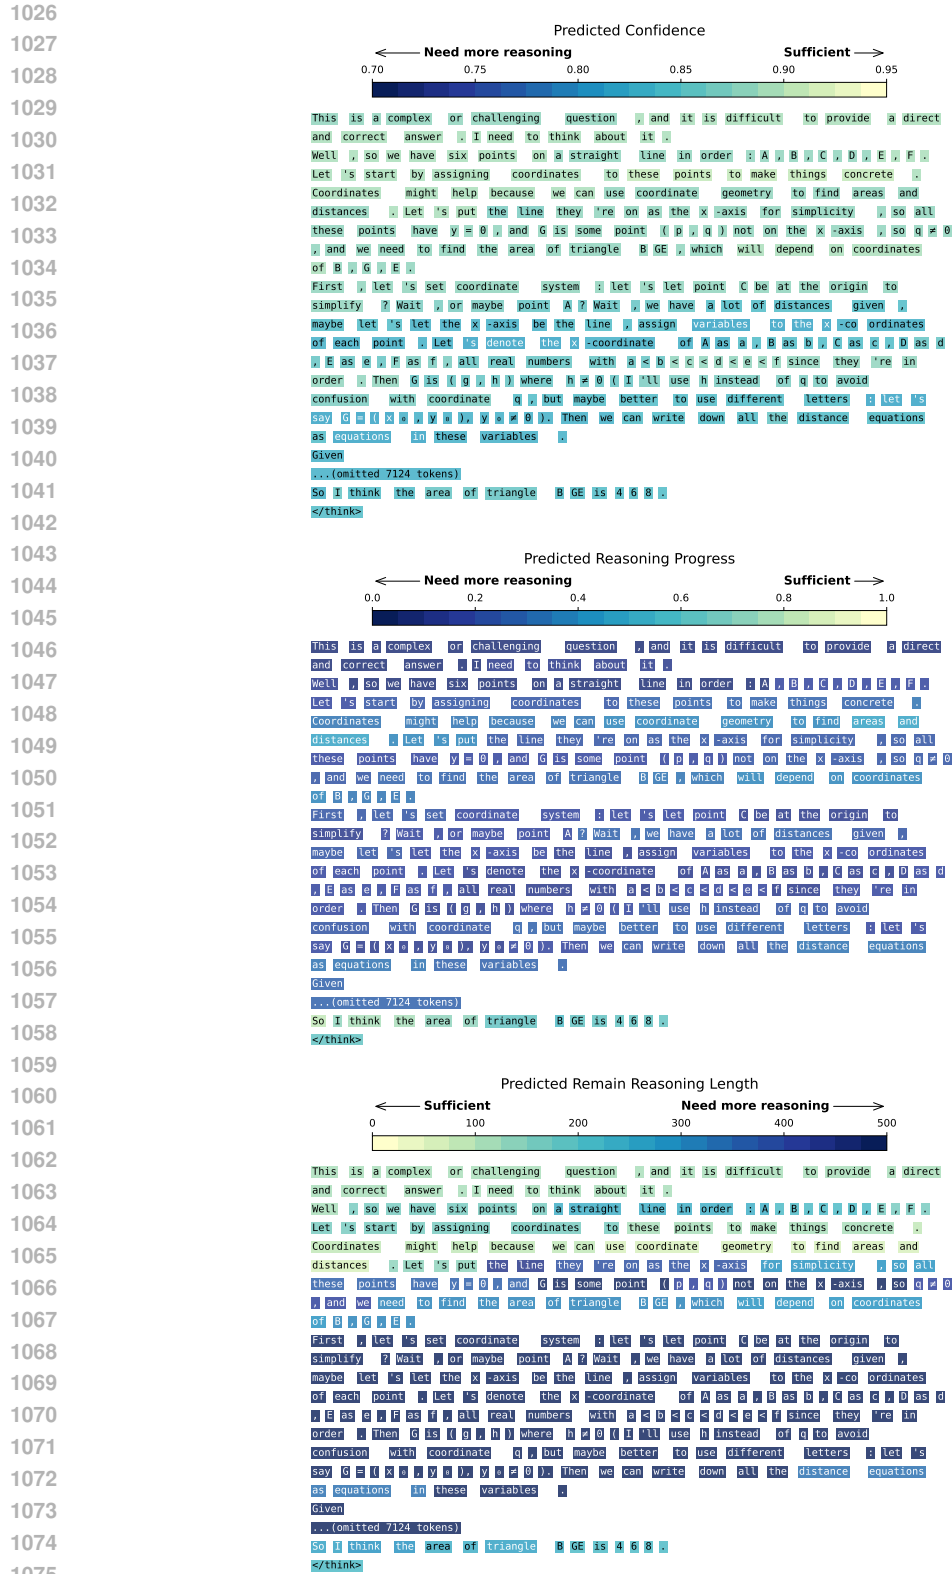 1026
1027
1028
1029
1030
1031
1032
1033
1034
1035
1036
1037
1038
1039
1040
1041
1042
1043
1044
1045
1046
1047
1048
1049
1050
1051
1052
1053
1054
1055
1056
1057
1058
1059
1060
1061
1062
1063
1064
1065
1066
1067
1068
1069
1070
1071
1072
1073
1074
1075
Predicted Confidence
Need more reasoning Sufficient
0.70 0.75 0.80 0.85 0.90 0.95
This is a complex or challenging question , and it is difficult to provide a direct
and correct answer . I need to think about it .
Well , so we have six points on a straight line in order : A , B , C , D , E , F .
Let 's start by assigning coordinates to these points to make things concrete .
Coordinates might help because we can use coordinate geometry to find areas and
distances . Let 's put the line they 're on as the x -axis for simplicity , so all
these points have y = 0 , and G is some point ( p , q ) not on the x -axis , so q ≠ 0
, and we need to find the area of triangle B GE , which will depend on coordinates
of B , G , E .
First , let 's set coordinate system : let 's let point C be at the origin to
simplify ? Wait , or maybe point A ? Wait , we have a lot of distances given ,
maybe let 's let the x -axis be the line , assign variables to the x -co ordinates
of each point . Let 's denote the x -coordinate of A as a , B as b , C as c , D as d
, E as e , F as f , all real numbers with a < b < c < d < e < f since they 're in
order . Then G is ( g , h ) where h ≠ 0 ( I 'll use h instead of q to avoid
confusion with coordinate q , but maybe better to use different letters : let 's
say G = ( x ₀ , y ₀ ), y ₀ ≠ 0 ). Then we can write down all the distance equations
as equations in these variables .
Given
...(omitted 7124 tokens)
So I think the area of triangle B GE is 4 6 8 .
</think>
Predicted Reasoning Progress
Need more reasoning Sufficient
0.0 0.2 0.4 0.6 0.8 1.0
This is a complex or challenging question , and it is difficult to provide a direct
and correct answer . I need to think about it .
Well , so we have six points on a straight line in order : A , B , C , D , E , F .
Let 's start by assigning coordinates to these points to make things concrete .
Coordinates might help because we can use coordinate geometry to find areas and
distances . Let 's put the line they 're on as the x -axis for simplicity , so all
these points have y = 0 , and G is some point ( p , q ) not on the x -axis , so q ≠ 0
, and we need to find the area of triangle B GE , which will depend on coordinates
of B , G , E .
First , let 's set coordinate system : let 's let point C be at the origin to
simplify ? Wait , or maybe point A ? Wait , we have a lot of distances given ,
maybe let 's let the x -axis be the line , assign variables to the x -co ordinates
of each point . Let 's denote the x -coordinate of A as a , B as b , C as c , D as d
, E as e , F as f , all real numbers with a < b < c < d < e < f since they 're in
order . Then G is ( g , h ) where h ≠ 0 ( I 'll use h instead of q to avoid
confusion with coordinate q , but maybe better to use different letters : let 's
say G = ( x ₀ , y ₀ ), y ₀ ≠ 0 ). Then we can write down all the distance equations
as equations in these variables .
Given
...(omitted 7124 tokens)
So I think the area of triangle B GE is 4 6 8 .
</think>
Predicted Remain Reasoning Length
Sufficient Need more reasoning
0 100 200 300 400 500
This is a complex or challenging question , and it is difficult to provide a direct
and correct answer . I need to think about it .
Well , so we have six points on a straight line in order : A , B , C , D , E , F .
Let 's start by assigning coordinates to these points to make things concrete .
Coordinates might help because we can use coordinate geometry to find areas and
distances . Let 's put the line they 're on as the x -axis for simplicity , so all
these points have y = 0 , and G is some point ( p , q ) not on the x -axis , so q ≠ 0
, and we need to find the area of triangle B GE , which will depend on coordinates
of B , G , E .
First , let 's set coordinate system : let 's let point C be at the origin to
simplify ? Wait , or maybe point A ? Wait , we have a lot of distances given ,
maybe let 's let the x -axis be the line , assign variables to the x -co ordinates
of each point . Let 's denote the x -coordinate of A as a , B as b , C as c , D as d
, E as e , F as f , all real numbers with a < b < c < d < e < f since they 're in
order . Then G is ( g , h ) where h ≠ 0 ( I 'll use h instead of q to avoid
confusion with coordinate q , but maybe better to use different letters : let 's
say G = ( x ₀ , y ₀ ), y ₀ ≠ 0 ). Then we can write down all the distance equations
as equations in these variables .
Given
...(omitted 7124 tokens)
So I think the area of triangle B GE is 4 6 8 .
</think>